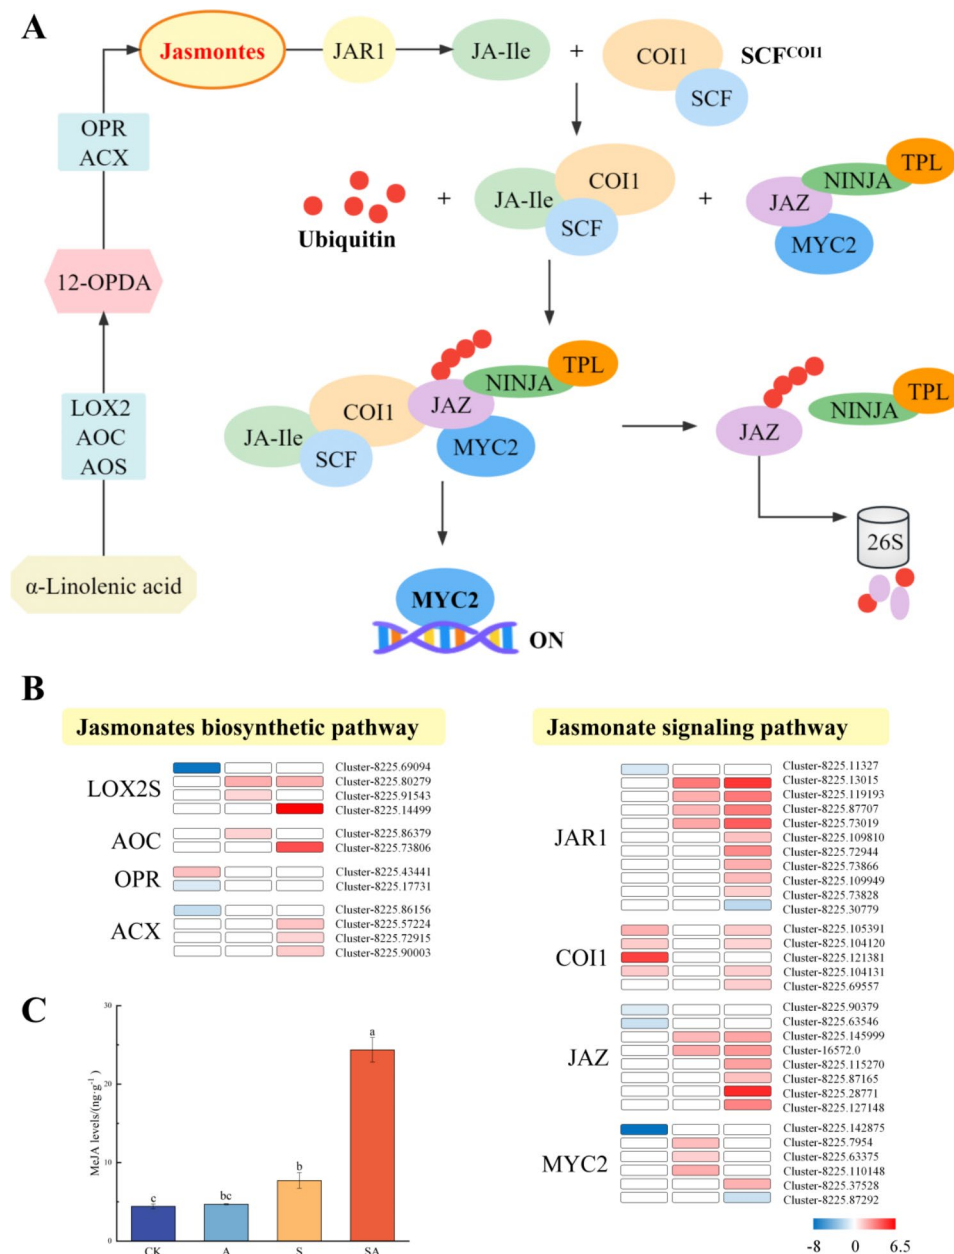 A
Jasmontes
JAR1
JA-Ile
+
COI1
SCF
SCFCOI1
OPR
ACX
Ubiquitin
+
JA-Ile
COI1
SCF
+
JAZ
NINJA
TPL
MYC2
12-OPDA
LOX2
AOC
AOS
JA-Ile
COI1
SCF
JAZ
NINJA
TPL
MYC2
JAZ
NINJA
TPL
26S
α-Linolenic acid
MYC2
ON
B
Jasmonates biosynthetic pathway
LOX2S
Cluster-8225.69094
Cluster-8225.80279
Cluster-8225.91543
Cluster-8225.14499
AOC
Cluster-8225.86379
Cluster-8225.73806
OPR
Cluster-8225.43441
Cluster-8225.17731
ACX
Cluster-8225.86156
Cluster-8225.57224
Cluster-8225.72915
Cluster-8225.90003
Jasmonate signaling pathway
JAR1
Cluster-8225.11327
Cluster-8225.13015
Cluster-8225.119193
Cluster-8225.87707
Cluster-8225.73019
Cluster-8225.109810
Cluster-8225.72944
Cluster-8225.73866
Cluster-8225.109949
Cluster-8225.73828
Cluster-8225.30779
COI1
Cluster-8225.105391
Cluster-8225.104120
Cluster-8225.121381
Cluster-8225.104131
Cluster-8225.69557
JAZ
Cluster-8225.90379
Cluster-8225.63546
Cluster-8225.145999
Cluster-16572.0
Cluster-8225.115270
Cluster-8225.87165
Cluster-8225.28771
Cluster-8225.127148
MYC2
Cluster-8225.142875
Cluster-8225.7954
Cluster-8225.63375
Cluster-8225.110148
Cluster-8225.37528
Cluster-8225.87292
-8 0 6.5
C
MeJA levels/(ng·g-1)
30
20
10
0
c
bc
b
a
CK A S SA